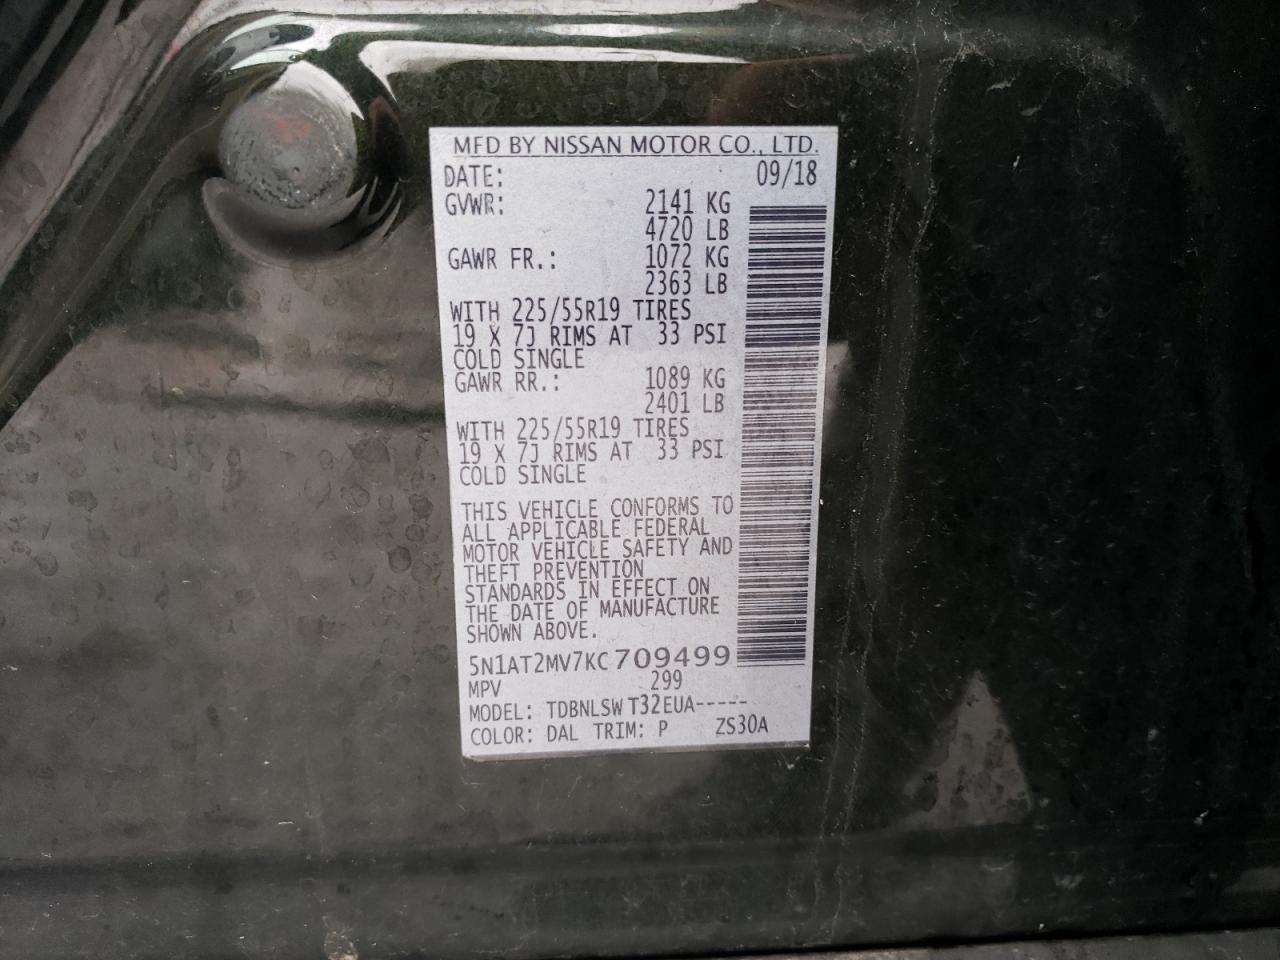 MFD BY NISSAN MOTOR CO., LTD.
DATE: 09/18
GVWR: 2141 KG
4720 LB
GAWR FR.: 1072 KG
2363 LB
WITH 225/55R19 TIRES
19 X 7J RIMS AT 33 PSI
COLD SINGLE
GAWR RR.: 1089 KG
2401 LB
WITH 225/55R19 TIRES
19 X 7J RIMS AT 33 PSI
COLD SINGLE
THIS VEHICLE CONFORMS TO
ALL APPLICABLE FEDERAL
MOTOR VEHICLE SAFETY AND
THEFT PREVENTION
STANDARDS IN EFFECT ON
THE DATE OF MANUFACTURE
SHOWN ABOVE.
5N1AT2MV7KC709499
MPV 299
MODEL: TDBNLSW T32EUA-----
COLOR: DAL TRIM: P ZS30A